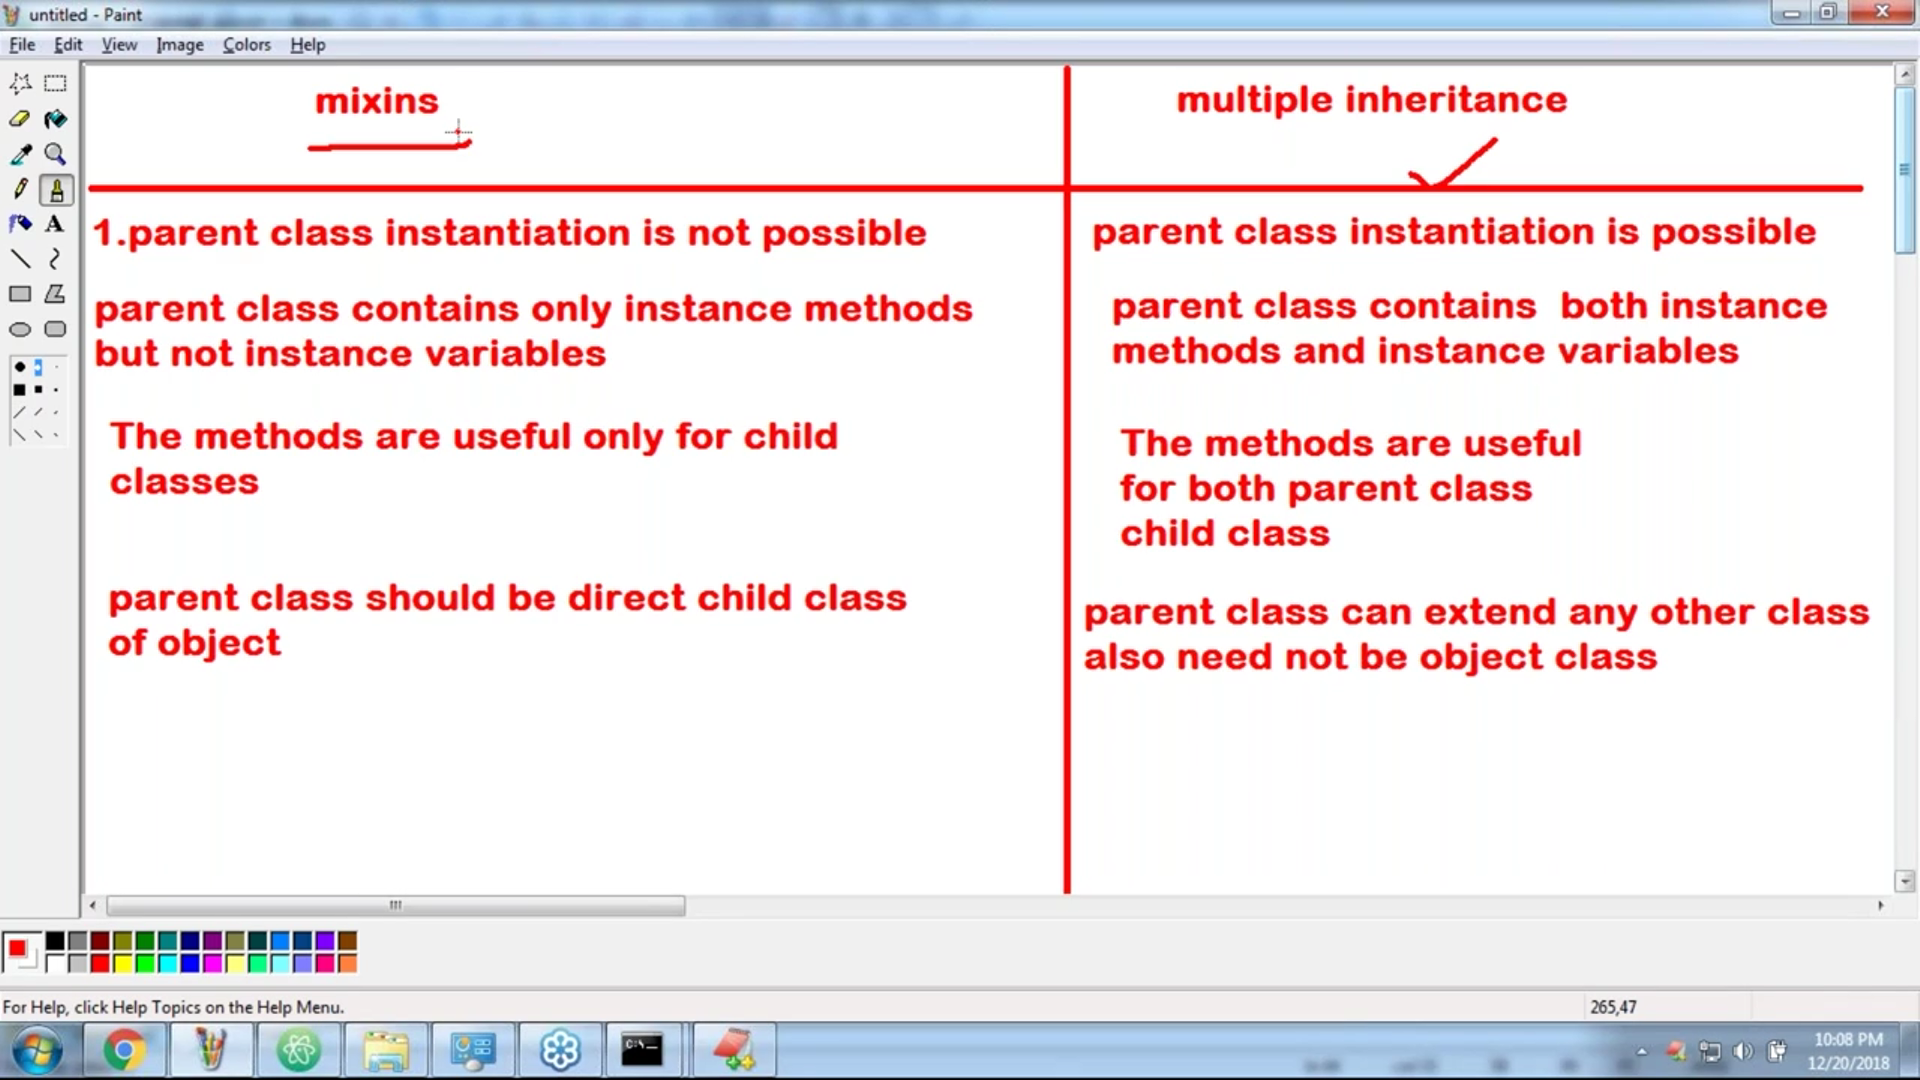 untitled - Paint
File Edit View Image Colors Help
mixins
multiple inheritance
1.parent class instantiation is not possible
parent class contains only instance methods
but not instance variables
The methods are useful only for child
classes
parent class should be direct child class
of object
parent class instantiation is possible
parent class contains  both instance
methods and instance variables
The methods are useful
for both parent class
child class
parent class can extend any other class
also need not be object class
For Help, click Help Topics on the Help Menu.
265,47
10:08 PM
12/20/2018